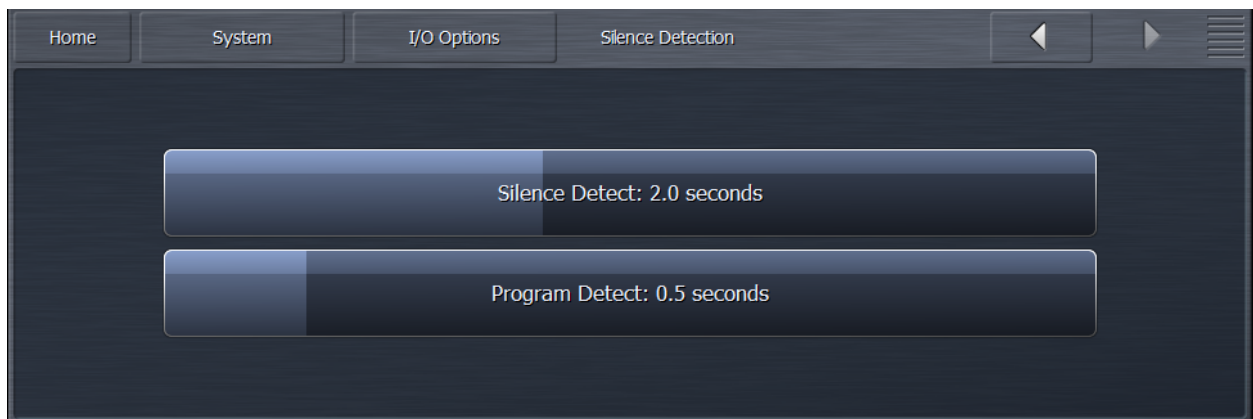 Home System I/O Options Silence Detection
Silence Detect: 2.0 seconds
Program Detect: 0.5 seconds